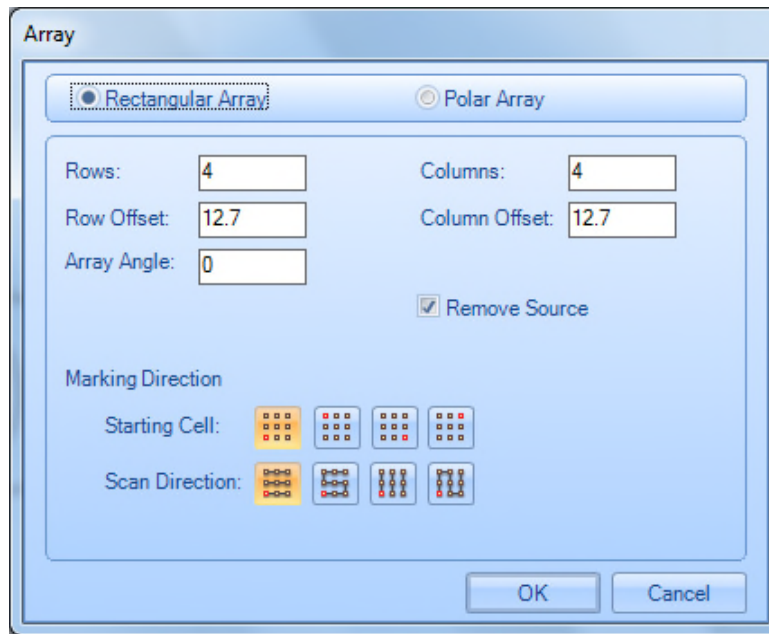 Array
Rectangular Array Polar Array
Rows: 4 Columns: 4
Row Offset: 12.7 Column Offset: 12.7
Array Angle: 0
Remove Source
Marking Direction
Starting Cell:
Scan Direction:
OK Cancel